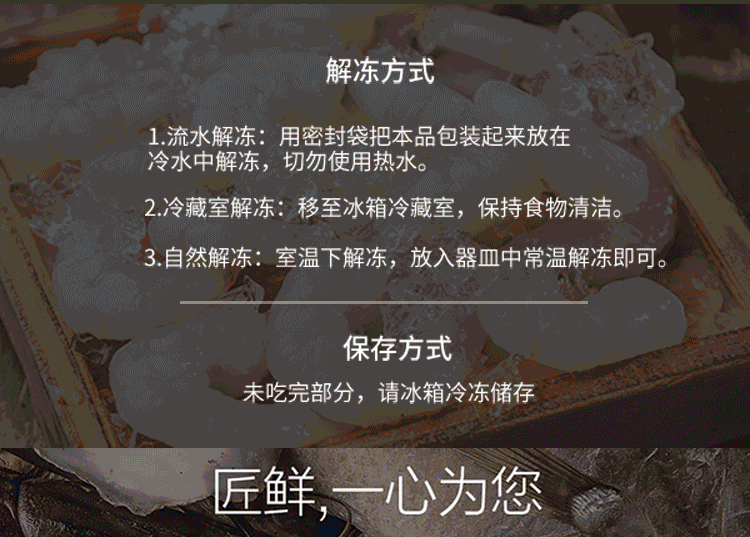 解冻方式
1.流水解冻：用密封袋把本品包装起来放在
冷水中解冻，切勿使用热水。
2.冷藏室解冻：移至冰箱冷藏室，保持食物清洁。
3.自然解冻：室温下解冻，放入器皿中常温解冻即可。
保存方式
未吃完部分，请冰箱冷冻储存
匠鲜,一心为您